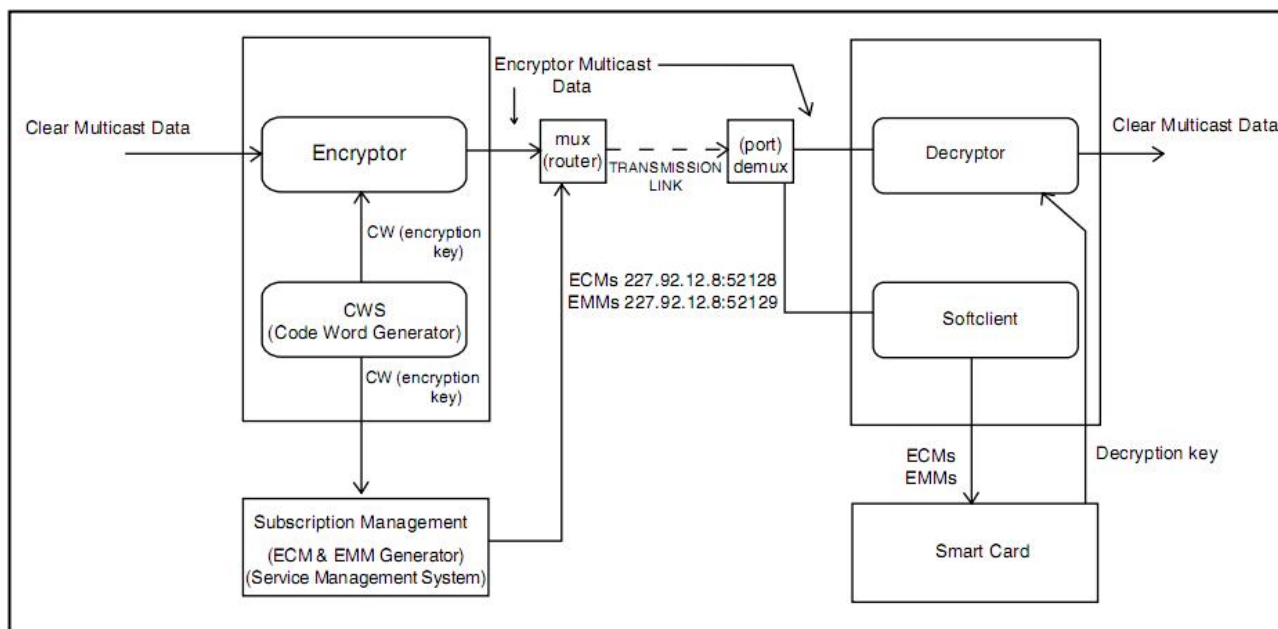 Encryptor Multicast
Data
Clear Multicast Data
Encryptor
mux
(router)
TRANSMISSION
LINK
(port)
demux
Decryptor
Clear Multicast Data
CW (encryption
key)
ECMs 227.92.12.8:52128
EMMs 227.92.12.8:52129
CWS
(Code Word Generator)
Softclient
CW (encryption
key)
ECMs
EMMs
Decryption key
Subscription Management
(ECM & EMM Generator)
(Service Management System)
Smart Card